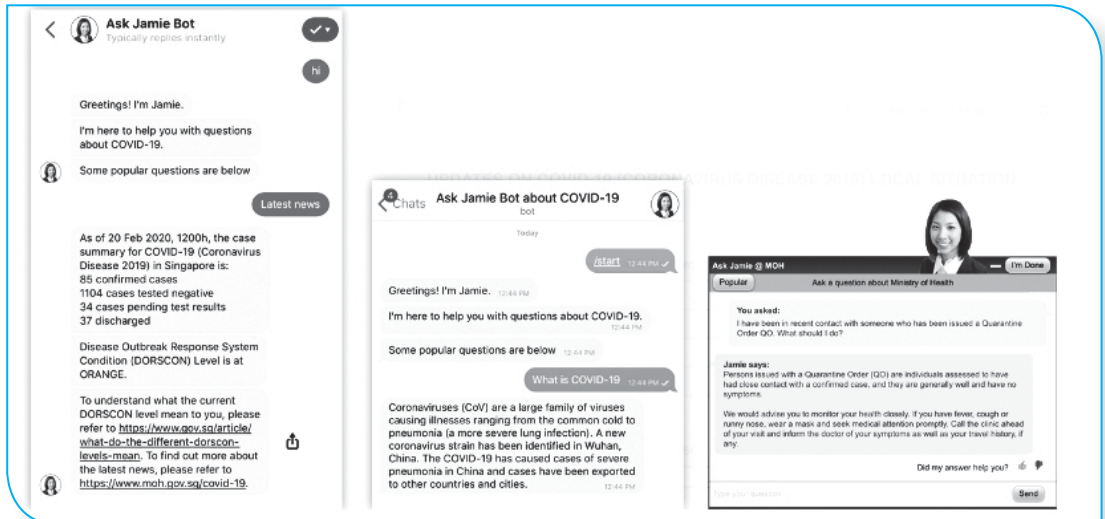 Ask Jamie Bot
Typically replies instantly
hi
Greetings! I'm Jamie.
I'm here to help you with questions
about COVID-19.
Some popular questions are below
Latest news
As of 20 Feb 2020, 1200h, the case
summary for COVID-19 (Coronavirus
Disease 2019) in Singapore is:
85 confirmed cases
1104 cases tested negative
34 cases pending test results
37 discharged
Disease Outbreak Response System
Condition (DORSCON) Level is at
ORANGE.
To understand what the current
DORSCON level mean to you, please
refer to https://www.gov.sg/article/
what-do-the-different-dorscon-
levels-mean. To find out more about
the latest news, please refer to
https://www.moh.gov.sg/covid-19.
4
Chats
Ask Jamie Bot about COVID-19
bot
Today
/start 12:44 PM
Greetings! I'm Jamie. 12:44 PM
I'm here to help you with questions about COVID-19.
12:44 PM
Some popular questions are below 12:44 PM
What is COVID-19 12:44 PM
Coronaviruses (CoV) are a large family of viruses
causing illnesses ranging from the common cold to
pneumonia (a more severe lung infection). A new
coronavirus strain has been identified in Wuhan,
China. The COVID-19 has caused cases of severe
pneumonia in China and cases have been exported
to other countries and cities. 12:44 PM
UPDATES ON COVID-19 (CORONAVIRUS DISEASE 2019) LOCAL SITUATION
Ask Jamie @ MOH
I'm Done
Popular
Ask a question about Ministry of Health
You asked:
I have been in recent contact with someone who has been issued a Quarantine
Order QO. What should I do?
Jamie says:
Persons issued with a Quarantine Order (QO) are individuals assessed to have
had close contact with a confirmed case, and they are generally well and have no
symptoms.
We would advise you to monitor your health closely. If you have fever, cough or
runny nose, wear a mask and seek medical attention promptly. Call the clinic ahead
of your visit and inform the doctor of your symptoms as well as your travel history, if
any.
Did my answer help you?
Type your question
Send